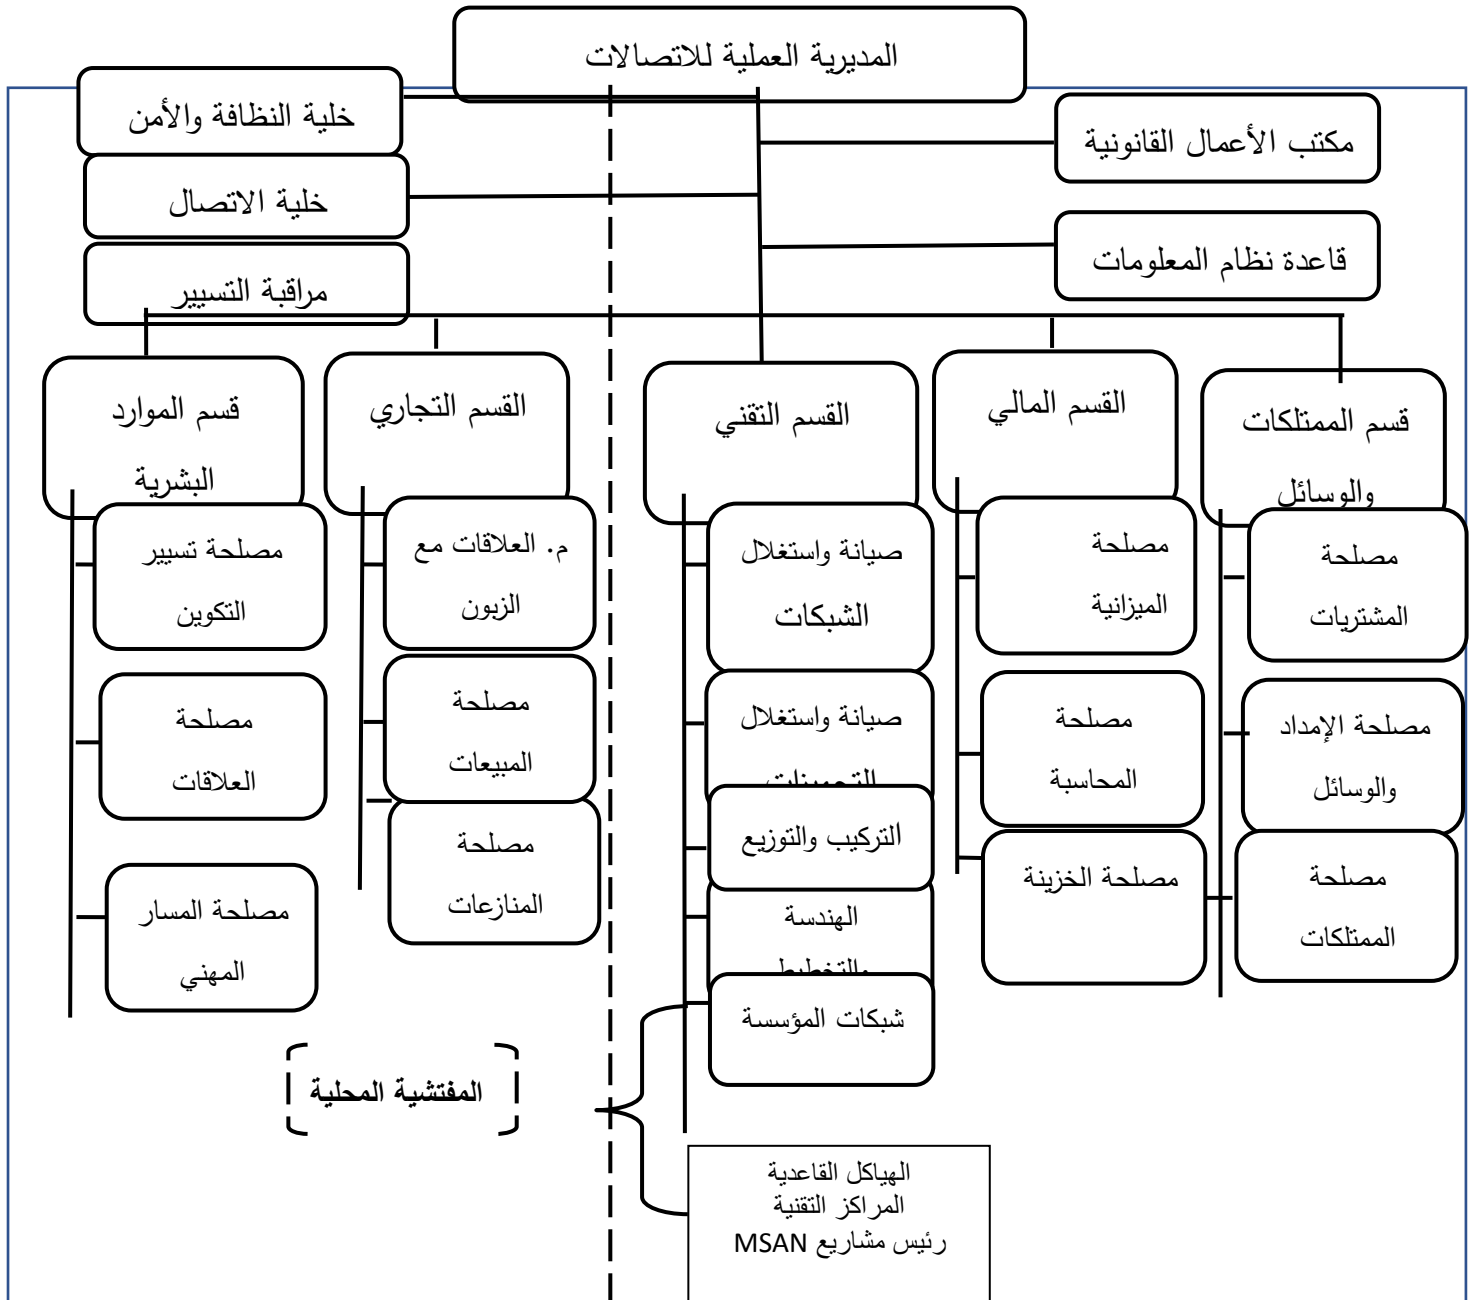 المديرية العملية للاتصالات
خلية النظافة والأمن
مكتب الأعمال القانونية
خلية الاتصال
قاعدة نظام المعلومات
مراقبة التسيير
قسم الممتلكات
والوسائل
مصلحة
المشتريات
مصلحة الإمداد
والوسائل
مصلحة
الممتلكات
القسم المالي
مصلحة
الميزانية
مصلحة
المحاسبة
مصلحة الخزينة
القسم التقني
صيانة واستغلال
الشبكات
صيانة واستغلال
التركيب والتوزيع
الهندسة
والتخطيط
شبكات المؤسسة
القسم التجاري
م. العلاقات مع
الزبون
مصلحة
المبيعات
مصلحة
المنازعات
قسم الموارد
البشرية
مصلحة تسيير
التكوين
مصلحة
العلاقات
مصلحة المسار
المهني
المفتشية المحلية
الهياكل القاعدية
المراكز التقنية
رئيس مشاريع MSAN